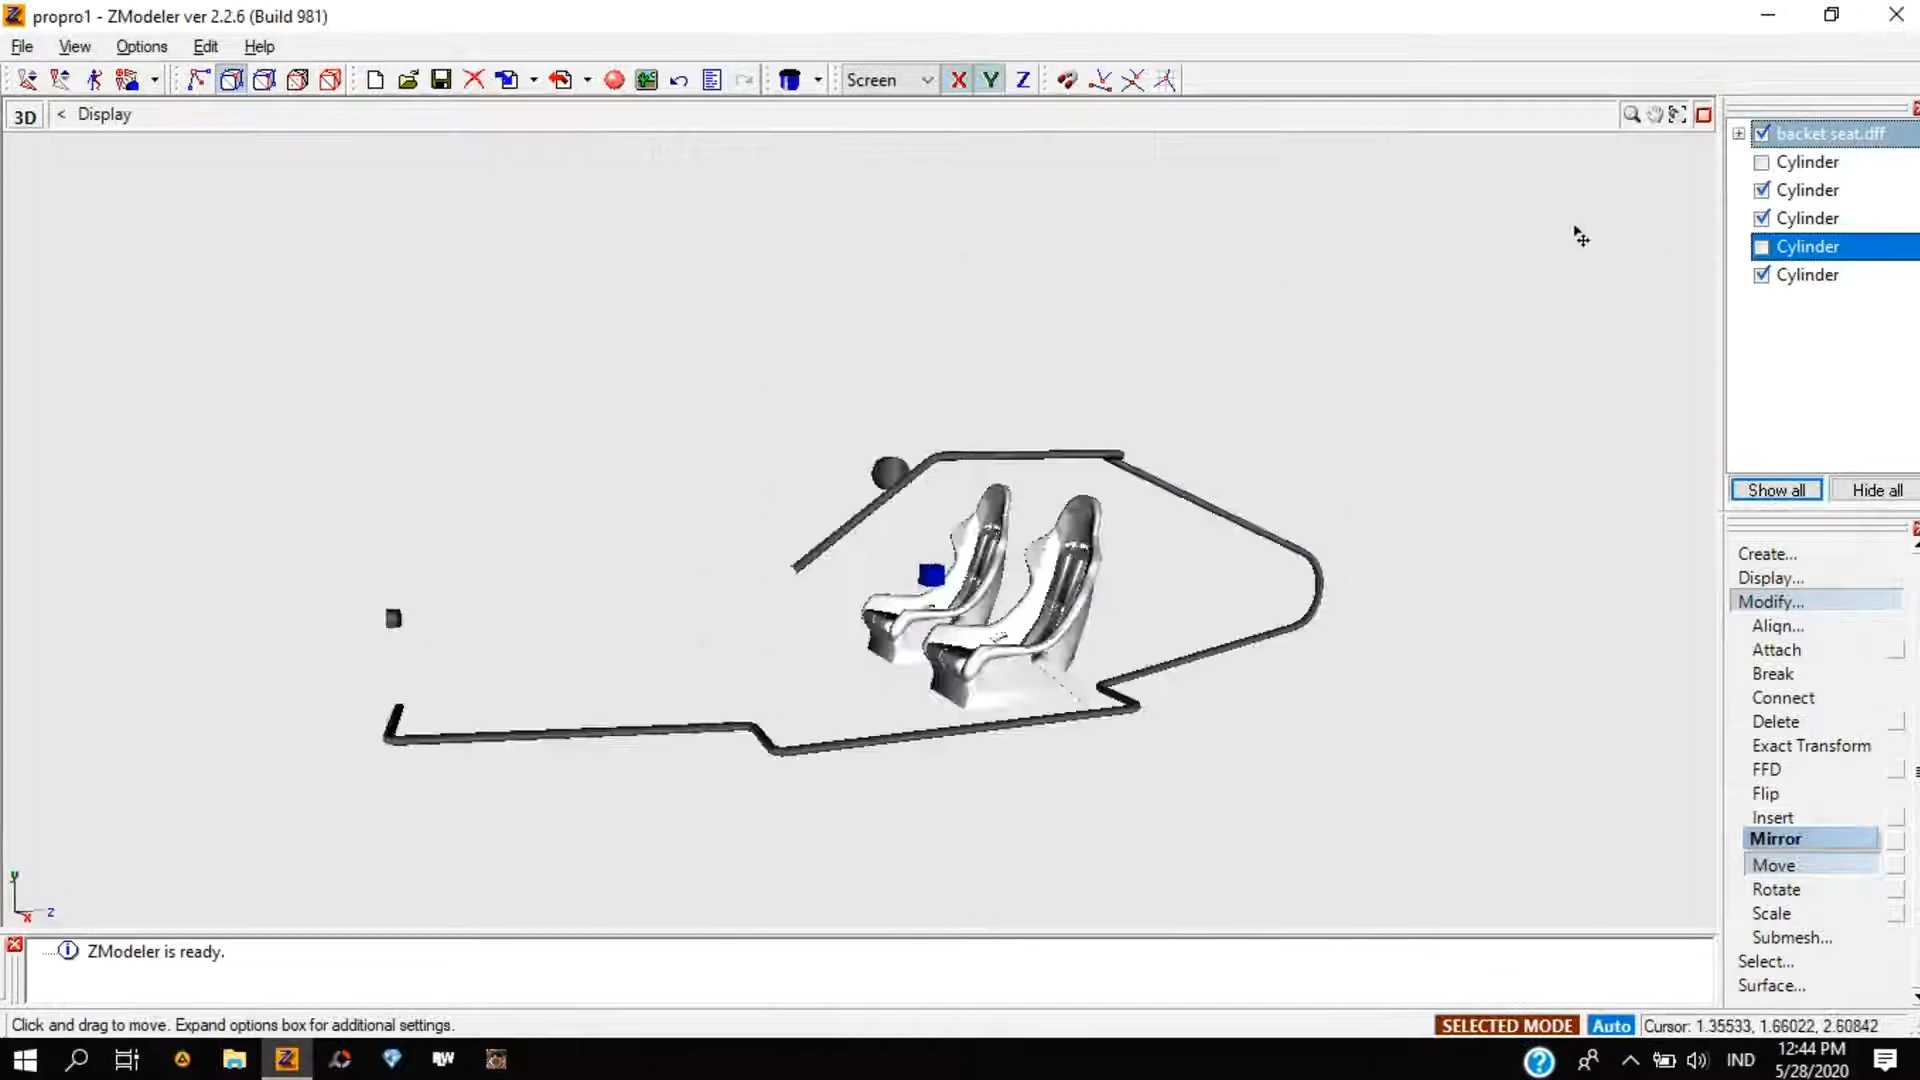 propro1 - ZModeler ver 2.2.6 (Build 981)
File View Options Edit Help
Screen X Y Z
3D < Display
backet seat.dff
Cylinder
Cylinder
Cylinder
Cylinder
Cylinder
Show all Hide all
Create...
Display...
Modify...
Align...
Attach
Break
Connect
Delete
Exact Transform
FFD
Flip
Insert
Mirror
Move
Rotate
Scale
Submesh...
Select...
Surface...
y
x z
ZModeler is ready.
Click and drag to move. Expand options box for additional settings.
SELECTED MODE Auto Cursor: 1.35533, 1.66022, 2.60842
RW
IND
12:44 PM
5/28/2020